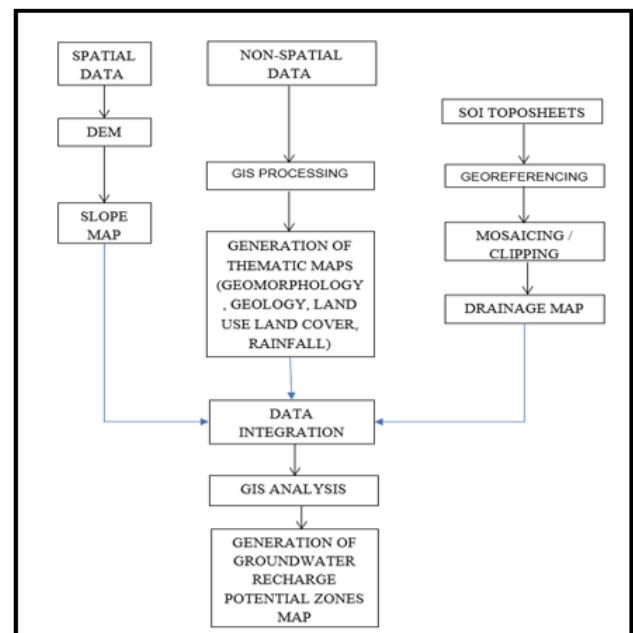 SPATIAL
DATA
DEM
SLOPE
MAP
NON-SPATIAL
DATA
GIS PROCESSING
GENERATION OF
THEMATIC MAPS
(GEOMORPHOLOGY
, GEOLOGY, LAND
USE LAND COVER,
RAINFALL)
SOI TOPOSHEETS
GEOREFERENCING
MOSAICING /
CLIPPING
DRAINAGE MAP
DATA
INTEGRATION
GIS ANALYSIS
GENERATION OF
GROUNDWATER
RECHARGE
POTENTIAL ZONES
MAP